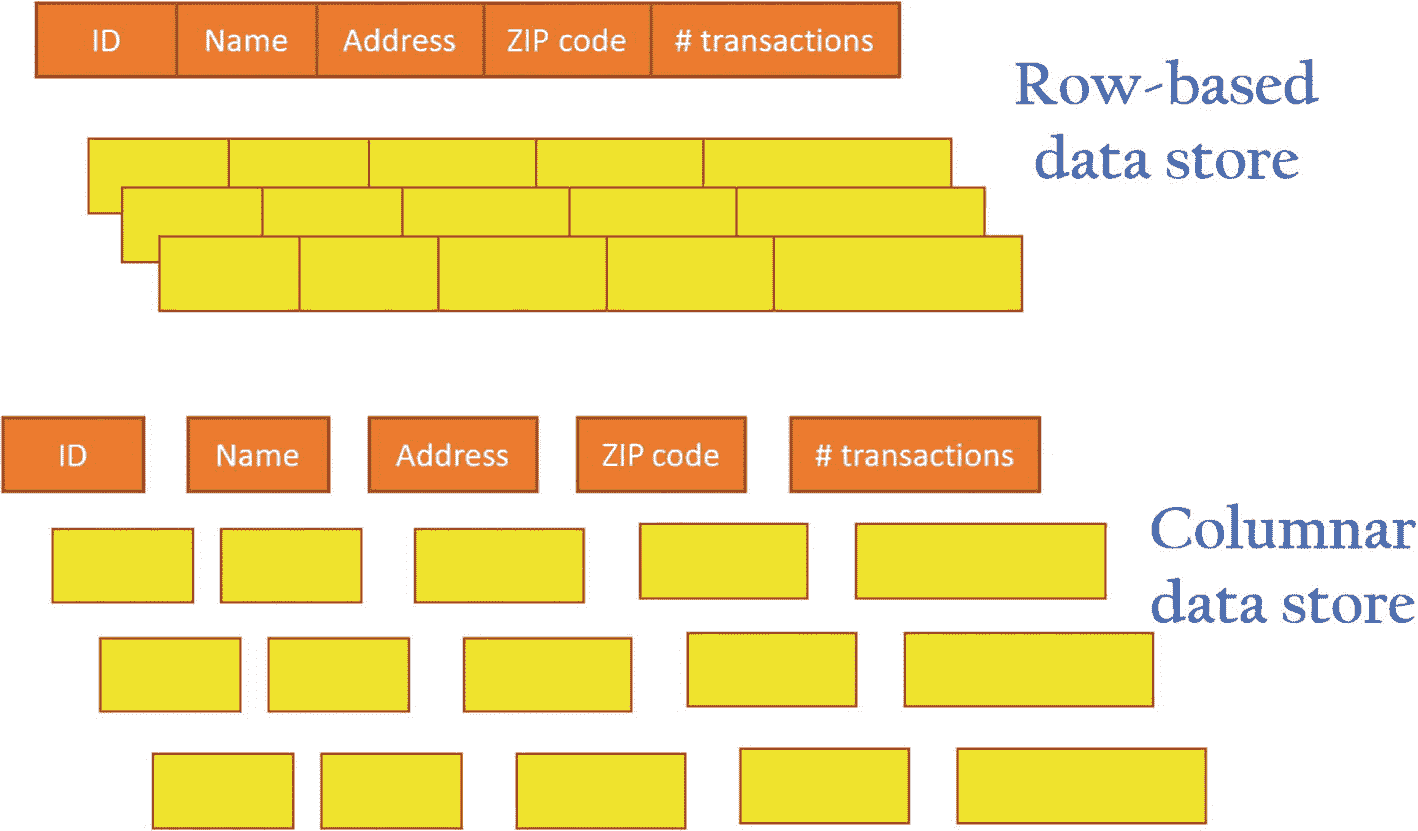 ID Name Address ZIP code # transactions
Row-based
data store
ID Name Address ZIP code # transactions
Columnar
data store